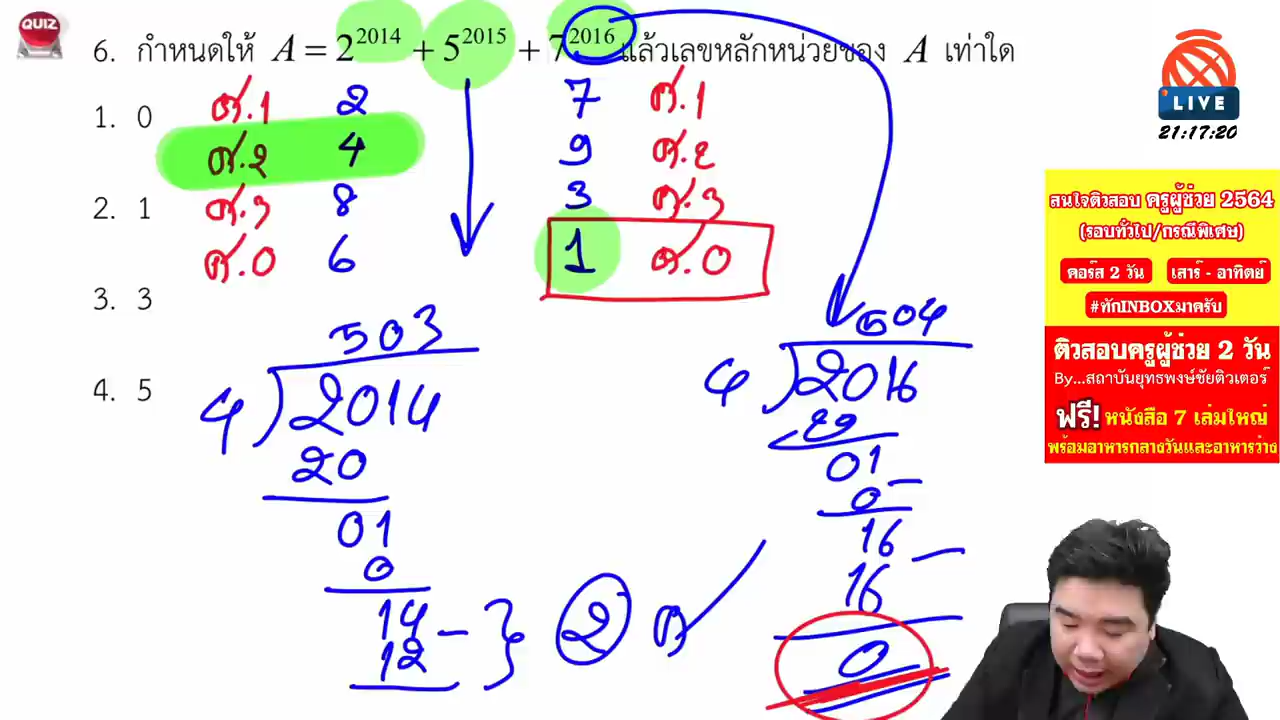 QUIZ
6. กำหนดให้ A = 2^2014 + 5^2015 + 7^2016 แล้วเลขหลักหน่วยของ A เท่าใด
1. 0
2. 1
3. 3
4. 5
ศ.1 2
ศ.2 4
ศ.3 8
ศ.0 6
7 ศ.1
9 ศ.2
3 ศ.3
1 ศ.0
503
4 2014
20
01
0
14
12
2 ศ
504
4 2016
20
01
0
16
16
0
LIVE
21:17:20
สนใจติวสอบ ครูผู้ช่วย 2564
(รอบทั่วไป/กรณีพิเศษ)
คอร์ส 2 วัน เสาร์ - อาทิตย์
#ทักINBOXมาครับ
ติวสอบครูผู้ช่วย 2 วัน
By...สถาบันยุทธพงษ์ชัยติวเตอร์
ฟรี! หนังสือ 7 เล่มใหญ่
พร้อมอาหารกลางวันและอาหารว่าง